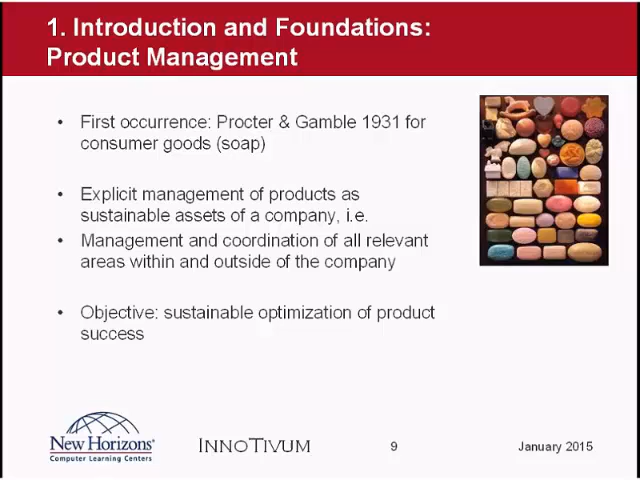 1. Introduction and Foundations:
Product Management
• First occurrence: Procter & Gamble 1931 for
consumer goods (soap)
• Explicit management of products as
sustainable assets of a company, i.e.
• Management and coordination of all relevant
areas within and outside of the company
• Objective: sustainable optimization of product
success
New Horizons®
Computer Learning Centers
INNOTIVUM
9
January 2015